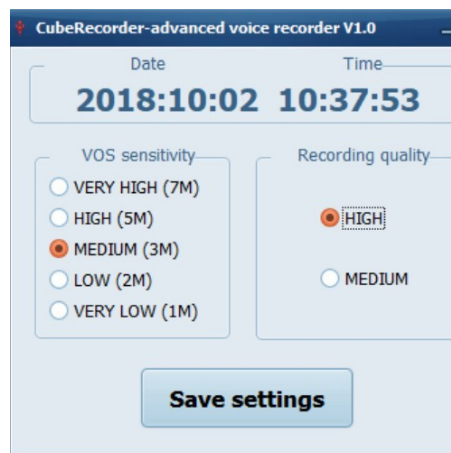 CubeRecorder-advanced voice recorder V1.0
Date Time
2018:10:02 10:37:53
VOS sensitivity
VERY HIGH (7M)
HIGH (5M)
MEDIUM (3M)
LOW (2M)
VERY LOW (1M)
Recording quality
HIGH
MEDIUM
Save settings